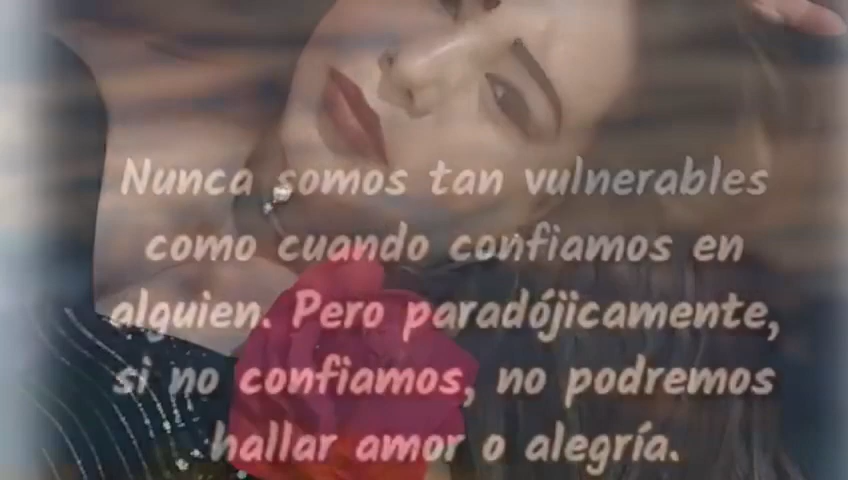 Nunca somos tan vulnerables
como cuando confiamos en
alguien. Pero paradójicamente,
si no confiamos, no podremos
hallar amor o alegría.